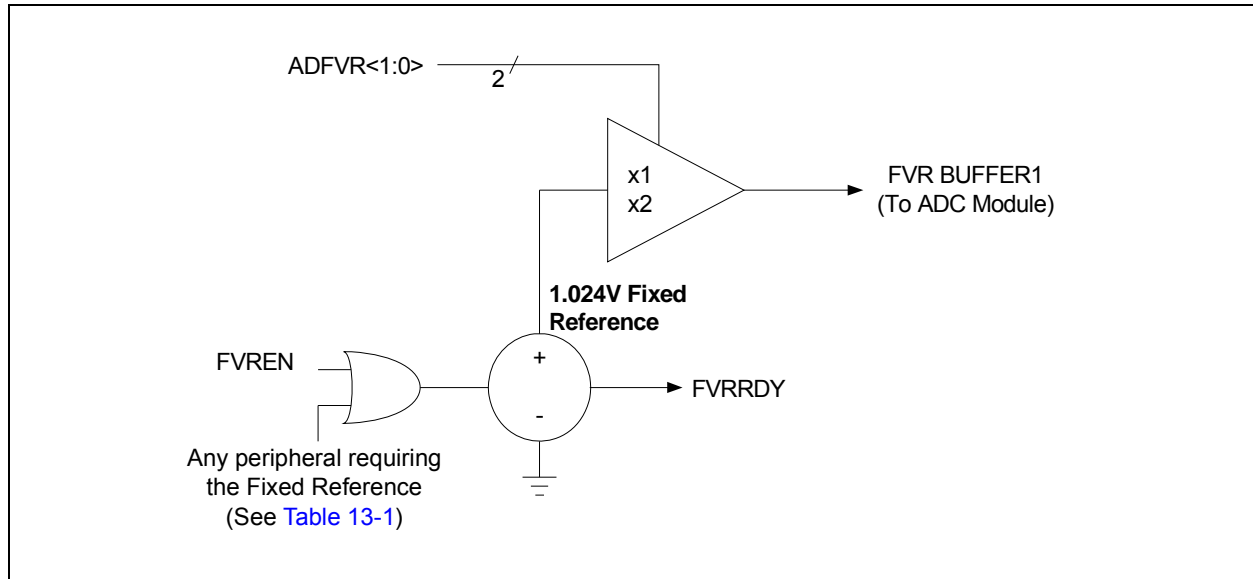 ADFVR<1:0>
2
x1
x2
FVR BUFFER1
(To ADC Module)
1.024V Fixed
Reference
+
FVREN
FVRRDY
-
Any peripheral requiring
the Fixed Reference
(See Table 13-1)